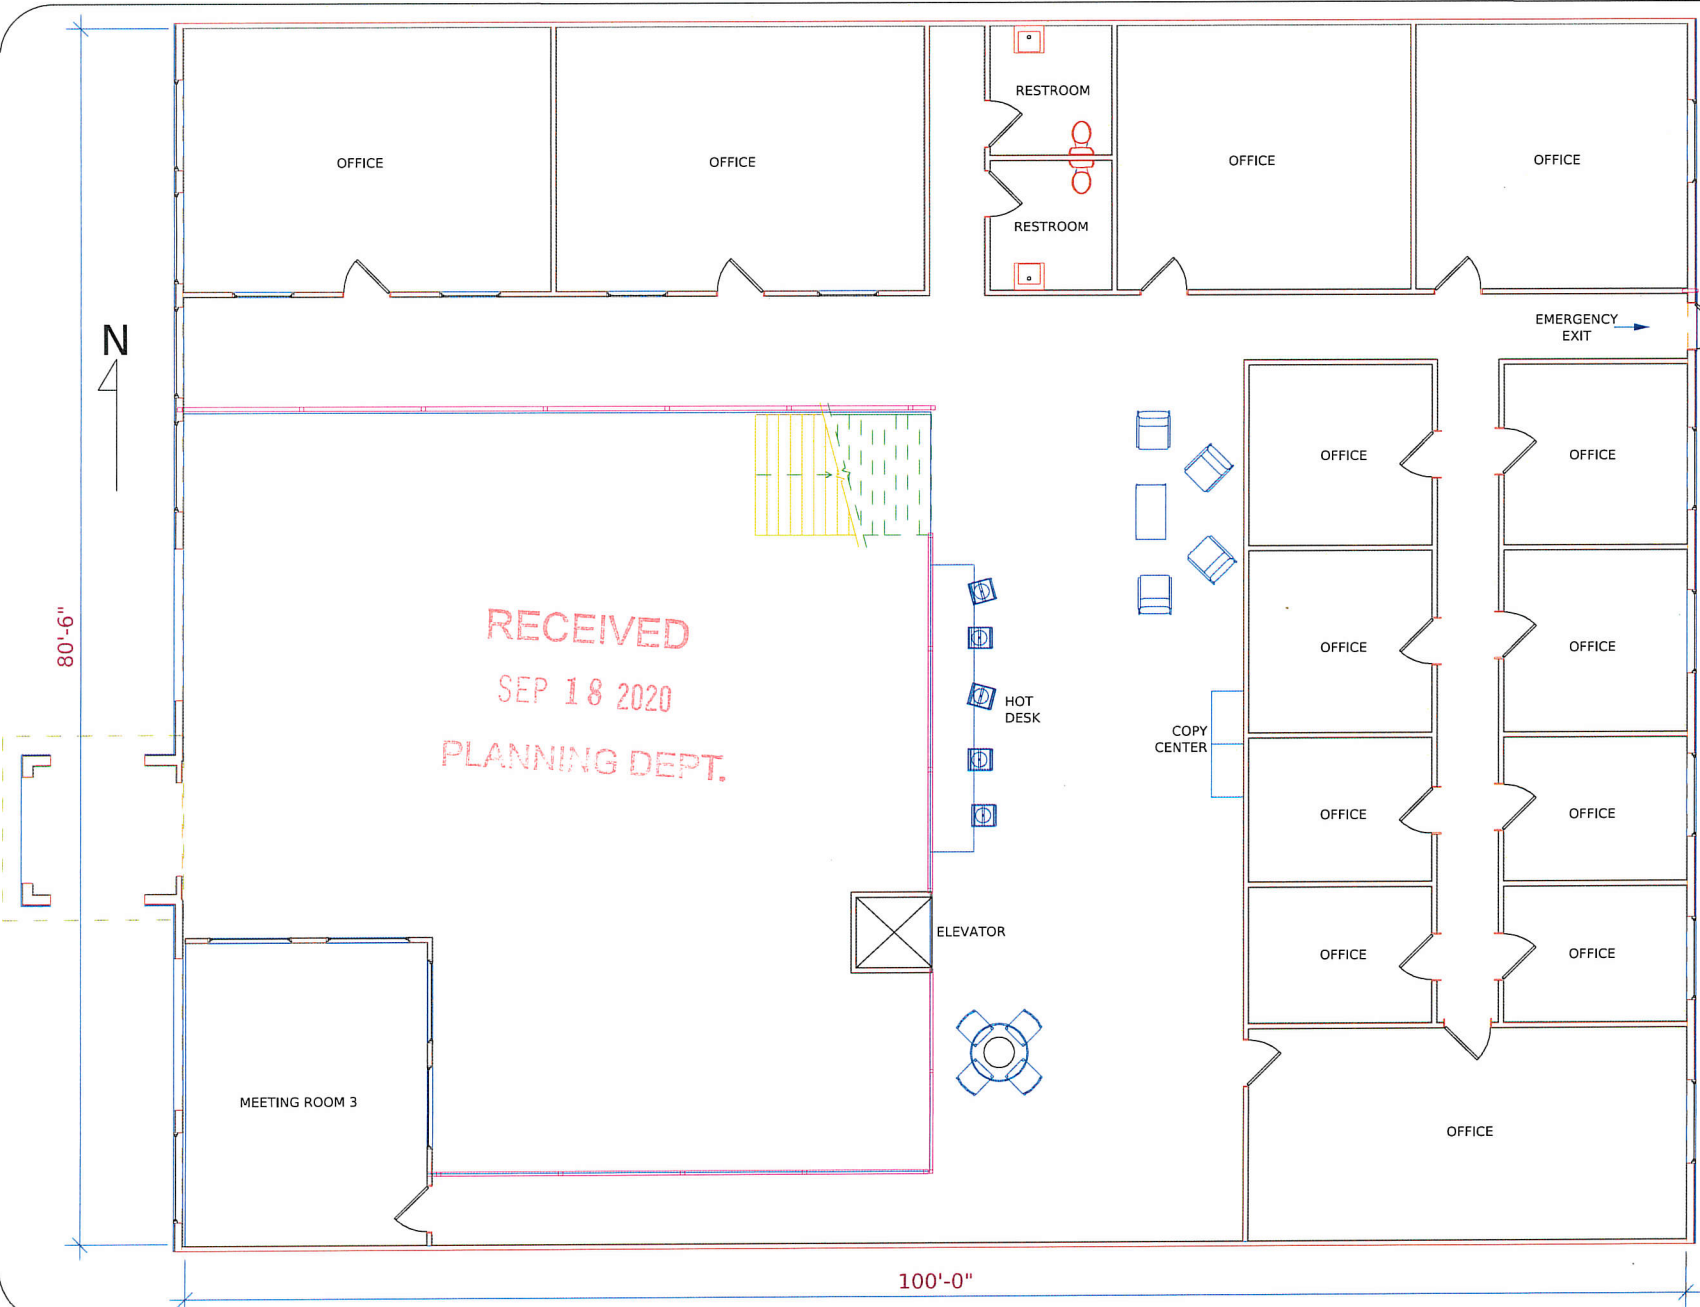 OFFICE
OFFICE
RESTROOM
RESTROOM
OFFICE
OFFICE
EMERGENCY
EXIT
N
OFFICE
OFFICE
80'-6"
RECEIVED
SEP 18 2020
PLANNING DEPT.
HOT
DESK
COPY
CENTER
OFFICE
OFFICE
OFFICE
OFFICE
ELEVATOR
OFFICE
OFFICE
MEETING ROOM 3
OFFICE
100'-0"